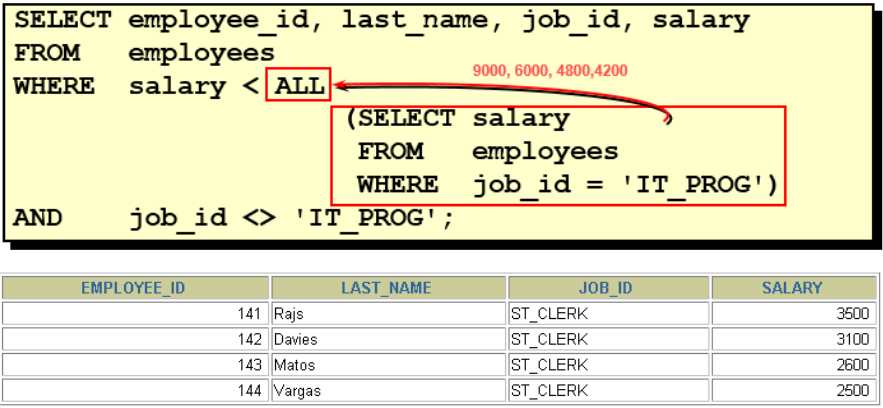 SELECT employee_id, last_name, job_id, salary
FROM employees
WHERE salary < ALL
9000, 6000, 4800,4200
(SELECT salary
FROM employees
WHERE job_id = 'IT_PROG')
AND job_id <> 'IT_PROG';
EMPLOYEE_ID LAST_NAME JOB_ID SALARY
141 Rajs ST_CLERK 3500
142 Davies ST_CLERK 3100
143 Matos ST_CLERK 2600
144 Vargas ST_CLERK 2500